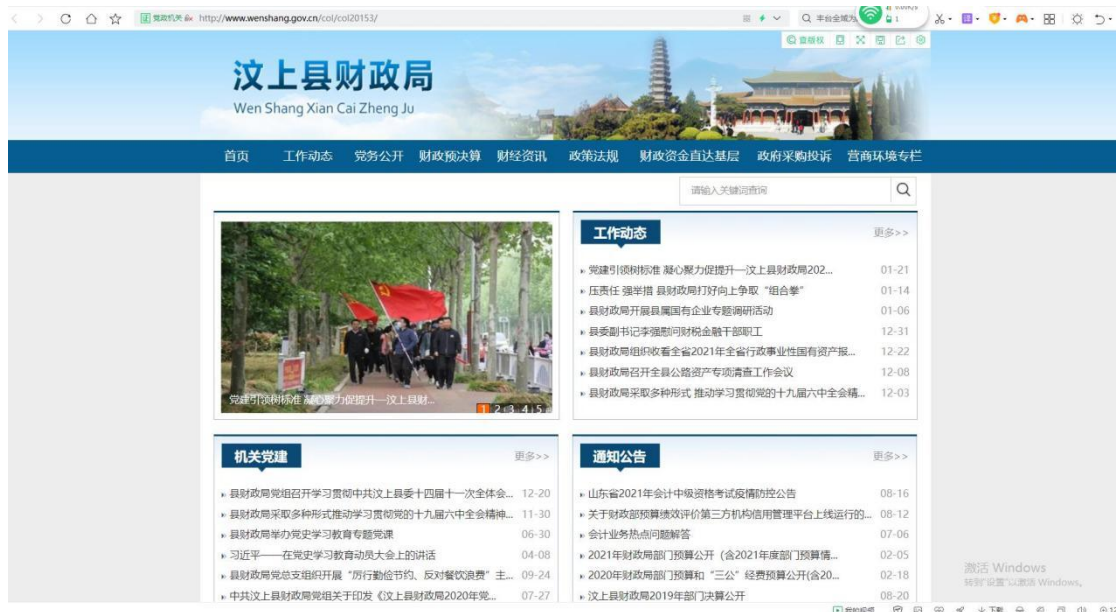 党政机关
http://www.wenshang.gov.cn/col/col20153/
查版权
汶上县财政局
Wen Shang Xian Cai Zheng Ju
首页 工作动态 党务公开 财政预决算 财经资讯 政策法规 财政资金直达基层 政府采购投诉 营商环境专栏
请输入关键词查询
党建引领树标准 凝心聚力促提升—汶上县财...
1 2 3 4 5
工作动态 更多>>
党建引领树标准 凝心聚力促提升—汶上县财政局202... 01-21
压责任 强举措 县财政局打好向上争取“组合拳” 01-14
县财政局开展县属国有企业专题调研活动 01-06
县委副书记李强慰问财税金融干部职工 12-31
县财政局组织收看全省2021年全省行政事业性国有资产报... 12-22
县财政局召开全县公路资产专项清查工作会议 12-08
县财政局采取多种形式 推动学习贯彻党的十九届六中全会精... 12-03
机关党建 更多>>
县财政局党组召开学习贯彻中共汶上县委十四届十一次全体会... 12-20
县财政局采取多种形式推动学习贯彻党的十九届六中全会精神... 11-30
县财政局举办党史学习教育专题党课 06-30
习近平——在党史学习教育动员大会上的讲话 04-08
县财政局党总支组织开展“厉行勤俭节约、反对餐饮浪费”主... 09-24
中共汶上县财政局党组关于印发《汶上县财政局2020年党... 07-27
通知公告 更多>>
山东省2021年会计中级资格考试疫情防控公告 08-16
关于财政部预算绩效评价第三方机构信用管理平台上线运行的... 08-12
会计业务热点问题解答 07-06
2021年财政局部门预算公开（含2021年度部门预算情... 02-05
2020年财政局部门预算和“三公”经费预算公开(含20... 02-18
汶上县财政局2019年部门决算公开 08-20
激活 Windows
转到"设置"以激活 Windows。
我的视频
下载